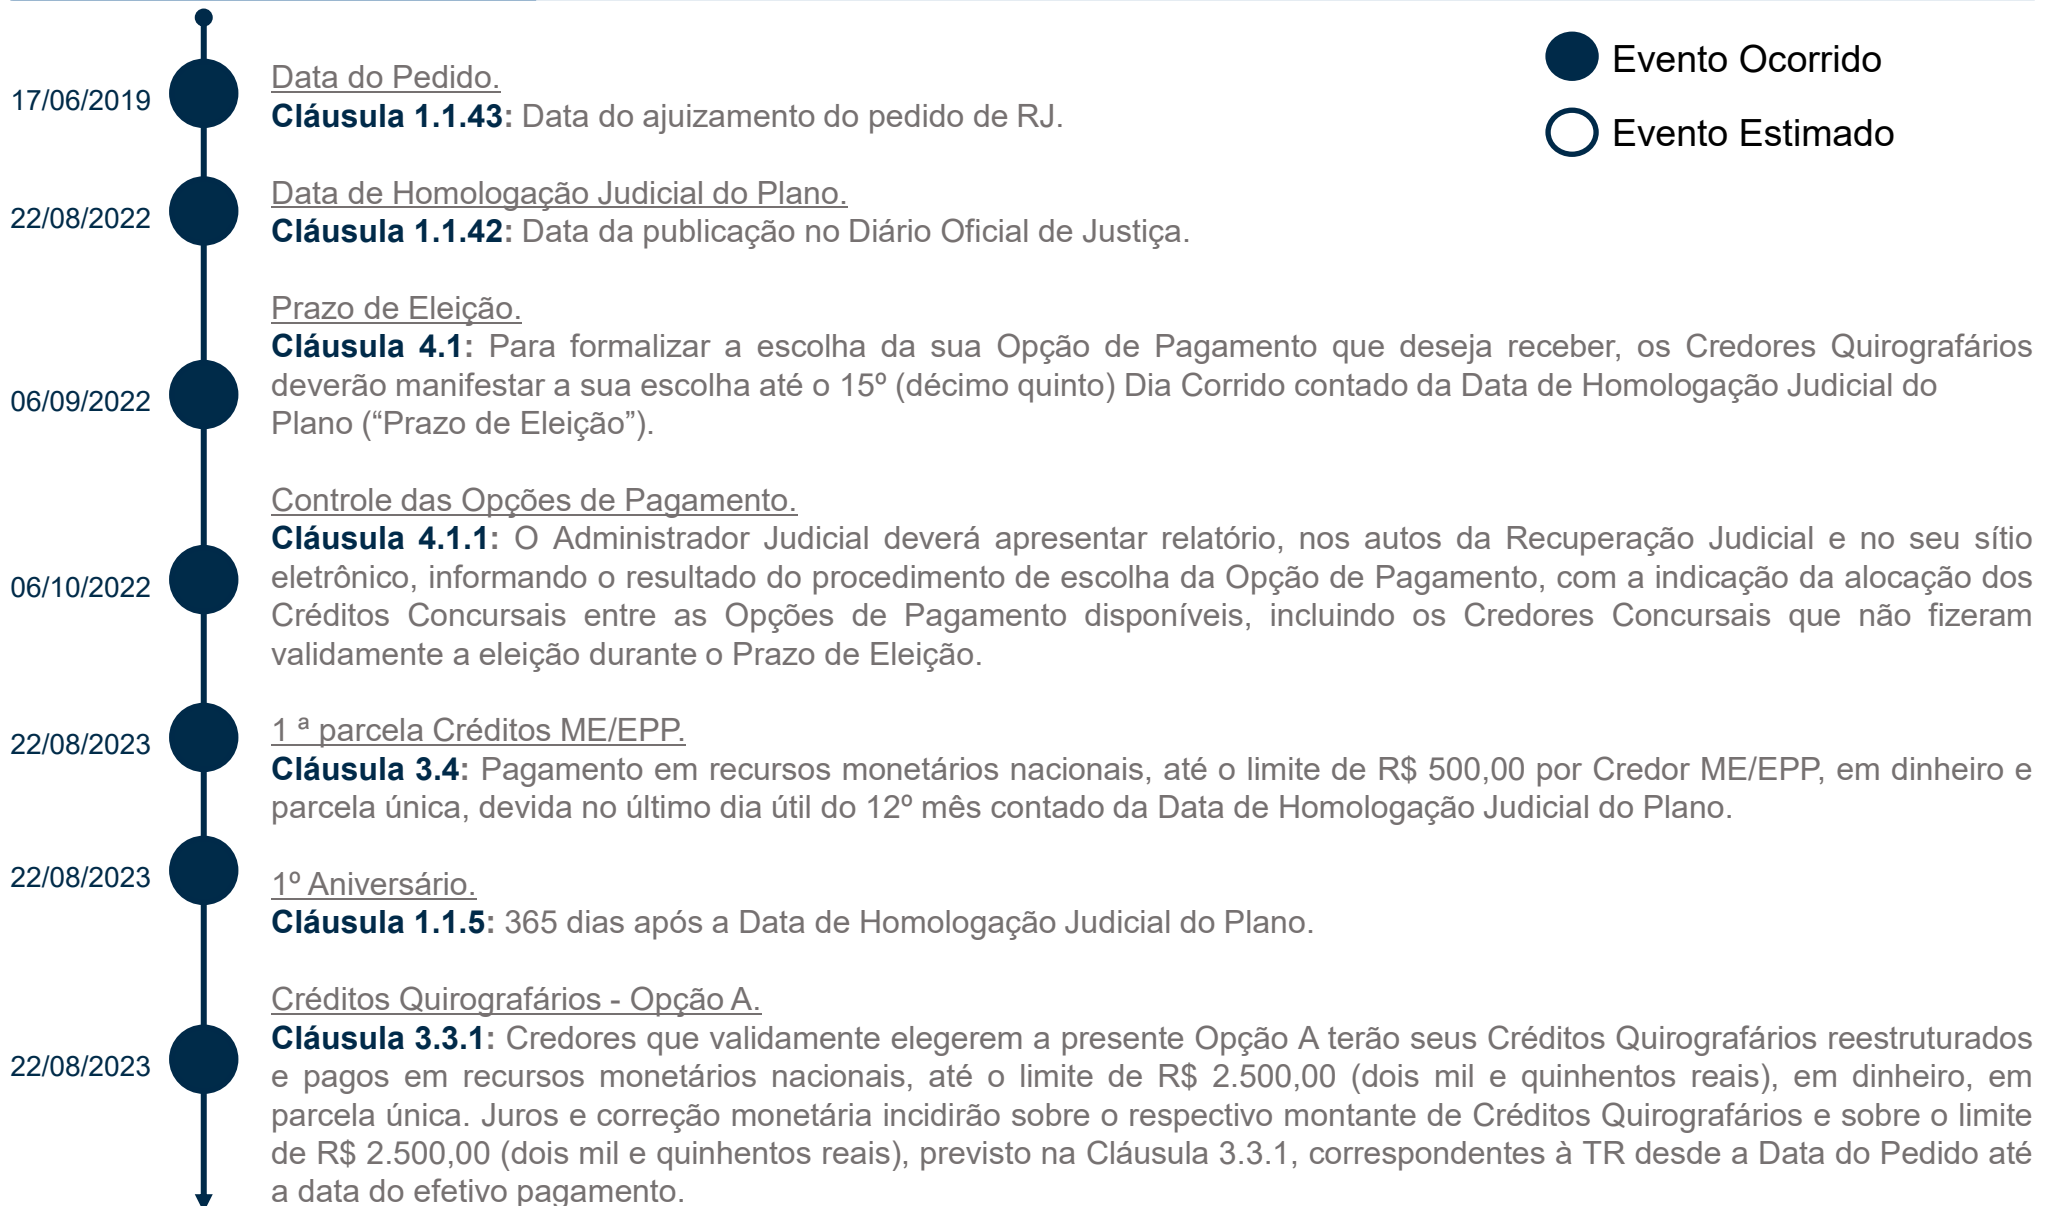 Evento Ocorrido
Evento Estimado
17/06/2019
Data do Pedido.
Cláusula 1.1.43: Data do ajuizamento do pedido de RJ.
22/08/2022
Data de Homologação Judicial do Plano.
Cláusula 1.1.42: Data da publicação no Diário Oficial de Justiça.
06/09/2022
Prazo de Eleição.
Cláusula 4.1: Para formalizar a escolha da sua Opção de Pagamento que deseja receber, os Credores Quirografários
deverão manifestar a sua escolha até o 15º (décimo quinto) Dia Corrido contado da Data de Homologação Judicial do
Plano (“Prazo de Eleição”).
06/10/2022
Controle das Opções de Pagamento.
Cláusula 4.1.1: O Administrador Judicial deverá apresentar relatório, nos autos da Recuperação Judicial e no seu sítio
eletrônico, informando o resultado do procedimento de escolha da Opção de Pagamento, com a indicação da alocação dos
Créditos Concursais entre as Opções de Pagamento disponíveis, incluindo os Credores Concursais que não fizeram
validamente a eleição durante o Prazo de Eleição.
22/08/2023
1 ª parcela Créditos ME/EPP.
Cláusula 3.4: Pagamento em recursos monetários nacionais, até o limite de R$ 500,00 por Credor ME/EPP, em dinheiro e
parcela única, devida no último dia útil do 12º mês contado da Data de Homologação Judicial do Plano.
22/08/2023
1º Aniversário.
Cláusula 1.1.5: 365 dias após a Data de Homologação Judicial do Plano.
22/08/2023
Créditos Quirografários - Opção A.
Cláusula 3.3.1: Credores que validamente elegerem a presente Opção A terão seus Créditos Quirografários reestruturados
e pagos em recursos monetários nacionais, até o limite de R$ 2.500,00 (dois mil e quinhentos reais), em dinheiro, em
parcela única. Juros e correção monetária incidirão sobre o respectivo montante de Créditos Quirografários e sobre o limite
de R$ 2.500,00 (dois mil e quinhentos reais), previsto na Cláusula 3.3.1, correspondentes à TR desde a Data do Pedido até
a data do efetivo pagamento.